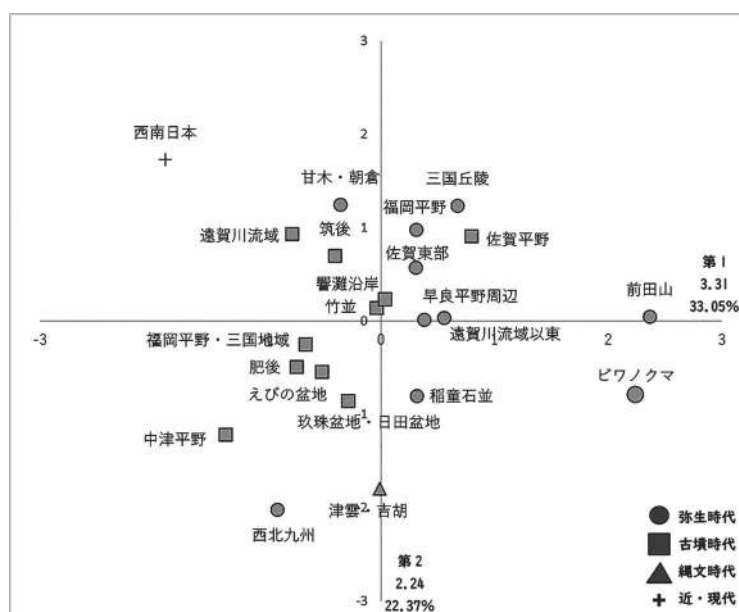 3
2
西南日本
甘木・朝倉
三国丘陵
福岡平野
遠賀川流域
筑後
1
佐賀平野
佐賀東部
第1
3.31
33.05%
響灘沿岸
早良平野周辺
前田山
竹並
0
-3
-2
-1
0
1
2
3
福岡平野・三国地域
遠賀川流域以東
肥後
ビワノクマ
えびの盆地
稲童石並
-1
玖珠盆地・日田盆地
中津平野
-2
津雲・吉胡
西北九州
弥生時代
古墳時代
縄文時代
近・現代
第2
2.24
22.37%
-3